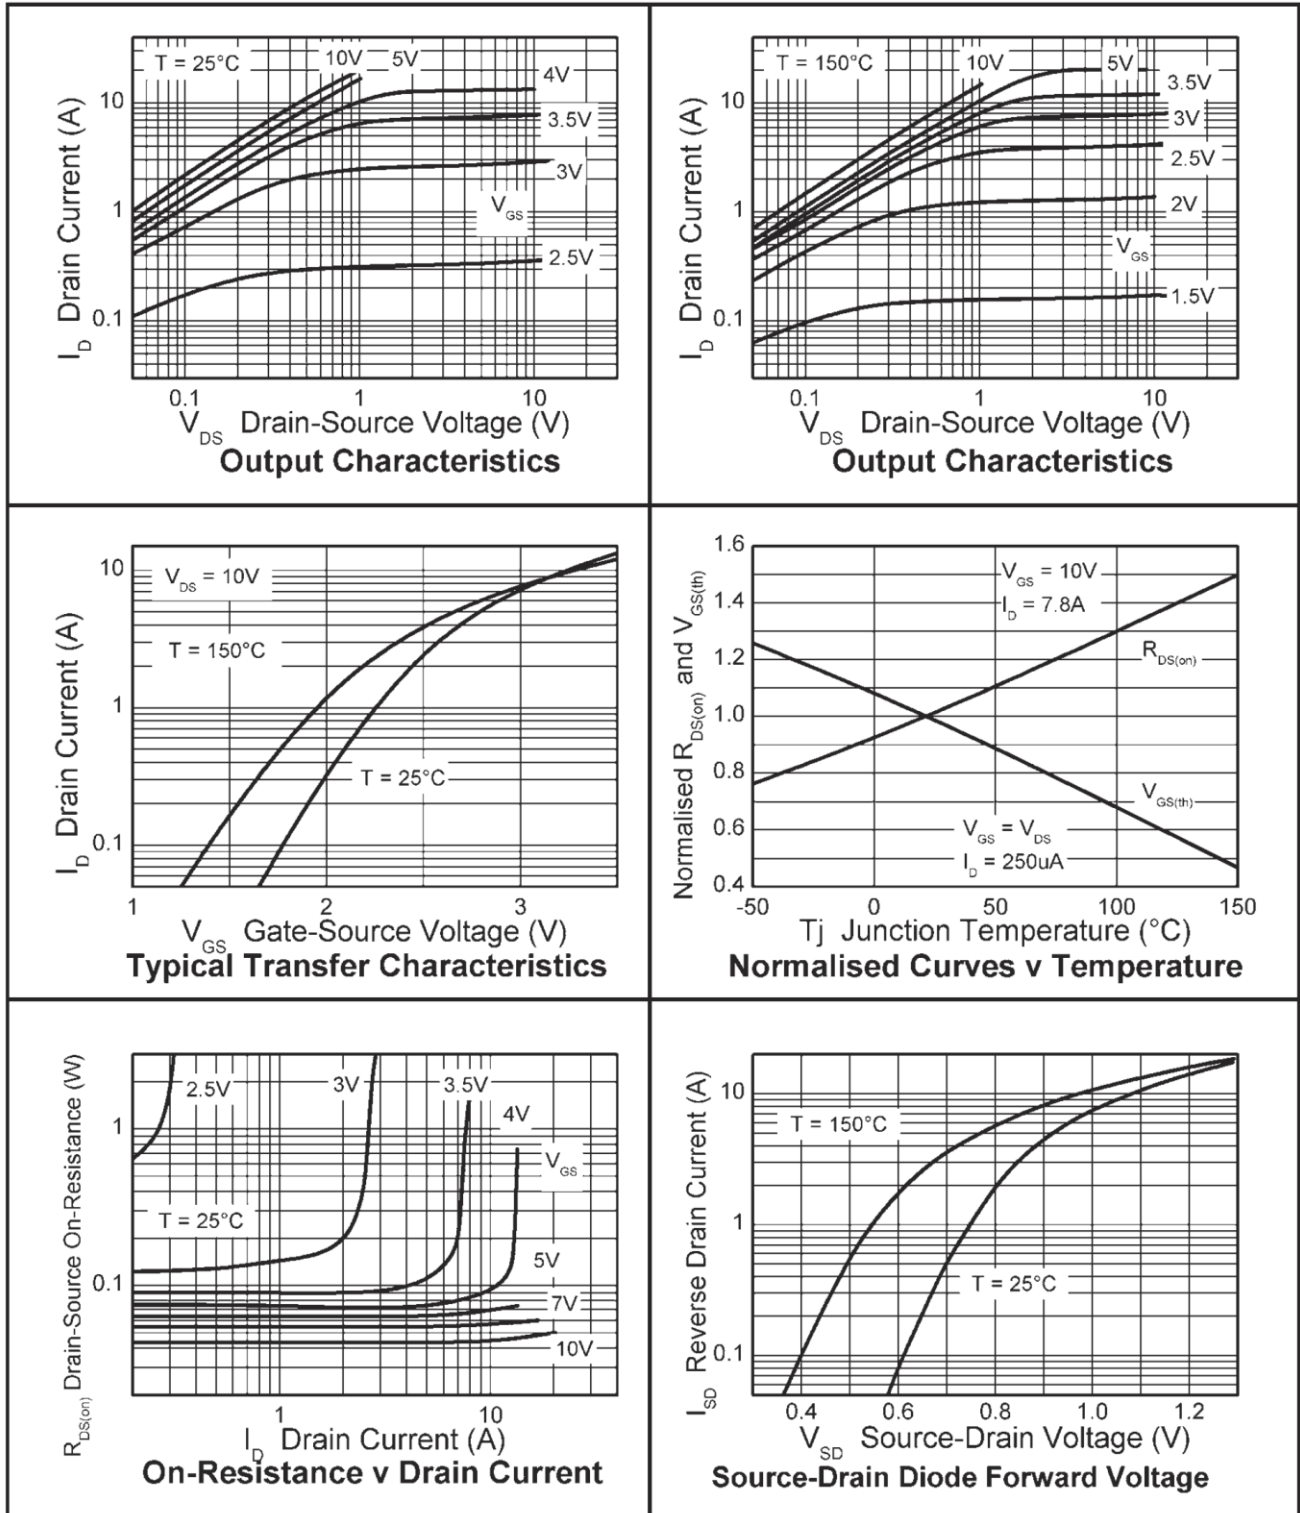 T = 25°C
10V
5V
4V
3.5V
3V
V_GS
2.5V
10
1
0.1
I_D Drain Current (A)
0.1
1
10
V_DS Drain-Source Voltage (V)
Output Characteristics
T = 150°C
10V
5V
3.5V
3V
2.5V
2V
V_GS
1.5V
10
1
0.1
I_D Drain Current (A)
0.1
1
10
V_DS Drain-Source Voltage (V)
Output Characteristics
V_DS = 10V
T = 150°C
T = 25°C
10
1
0.1
I_D Drain Current (A)
1
2
3
V_GS Gate-Source Voltage (V)
Typical Transfer Characteristics
1.6
1.4
1.2
1.0
0.8
0.6
0.4
Normalised R_DS(on) and V_GS(th)
V_GS = 10V
I_D = 7.8A
R_DS(on)
V_GS(th)
V_GS = V_DS
I_D = 250uA
-50
0
50
100
150
Tj Junction Temperature (°C)
Normalised Curves v Temperature
R_DS(on) Drain-Source On-Resistance (W)
2.5V
3V
3.5V
4V
V_GS
T = 25°C
5V
7V
10V
1
0.1
1
10
I_D Drain Current (A)
On-Resistance v Drain Current
I_SD Reverse Drain Current (A)
10
1
0.1
T = 150°C
T = 25°C
0.4
0.6
0.8
1.0
1.2
V_SD Source-Drain Voltage (V)
Source-Drain Diode Forward Voltage